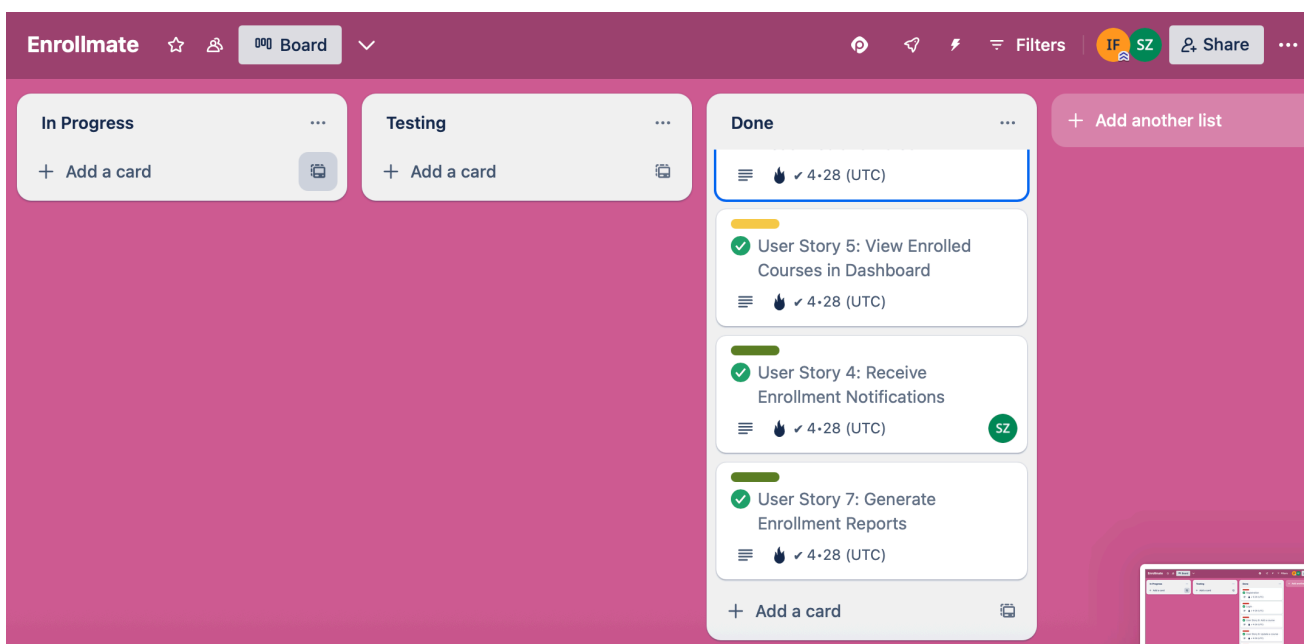 Enrollmate
Board
Filters
IF
SZ
Share
In Progress
Add a card
Testing
Add a card
Done
✔ 4•28 (UTC)
User Story 5: View Enrolled
Courses in Dashboard
✔ 4•28 (UTC)
User Story 4: Receive
Enrollment Notifications
✔ 4•28 (UTC)
SZ
User Story 7: Generate
Enrollment Reports
✔ 4•28 (UTC)
Add a card
Add another list